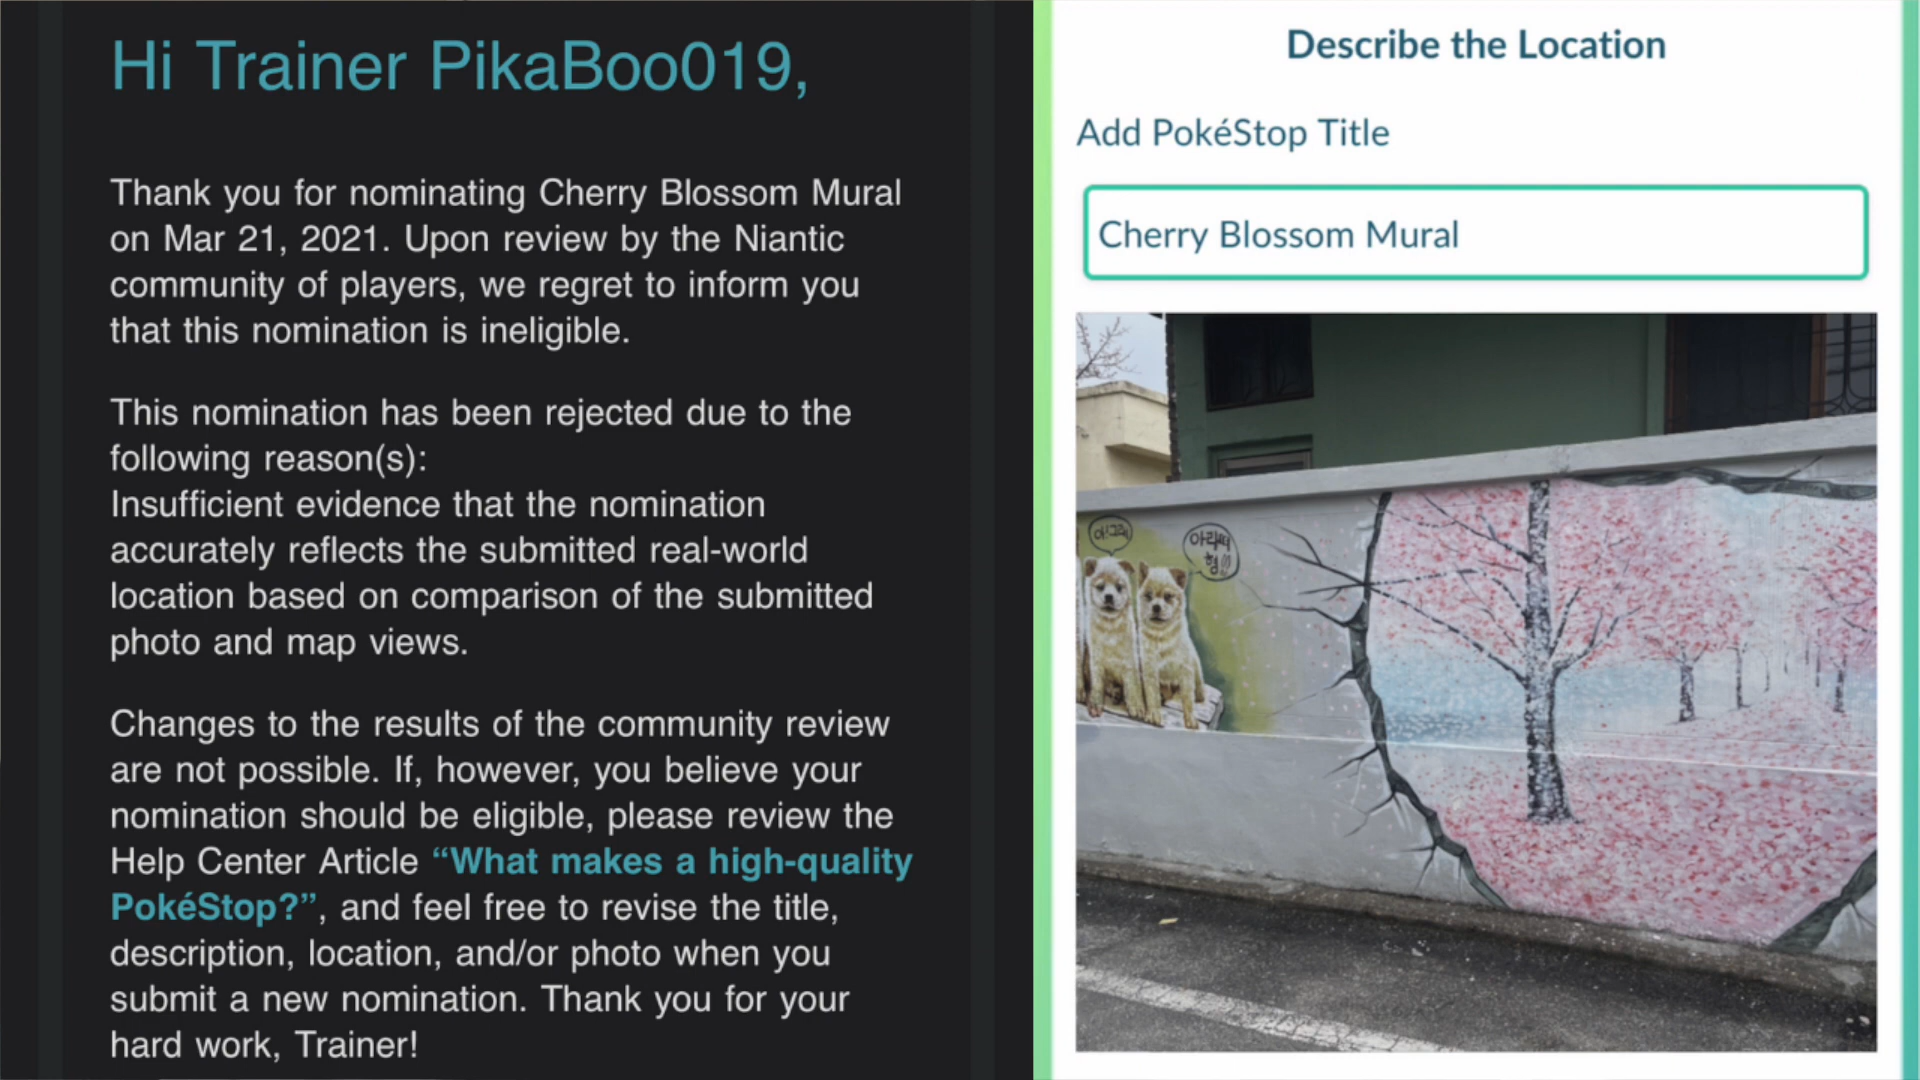 Hi Trainer PikaBoo019,
Thank you for nominating Cherry Blossom Mural
on Mar 21, 2021. Upon review by the Niantic
community of players, we regret to inform you
that this nomination is ineligible.
This nomination has been rejected due to the
following reason(s):
Insufficient evidence that the nomination
accurately reflects the submitted real-world
location based on comparison of the submitted
photo and map views.
Changes to the results of the community review
are not possible. If, however, you believe your
nomination should be eligible, please review the
Help Center Article “What makes a high-quality
PokéStop?”, and feel free to revise the title,
description, location, and/or photo when you
submit a new nomination. Thank you for your
hard work, Trainer!
Describe the Location
Add PokéStop Title
Cherry Blossom Mural